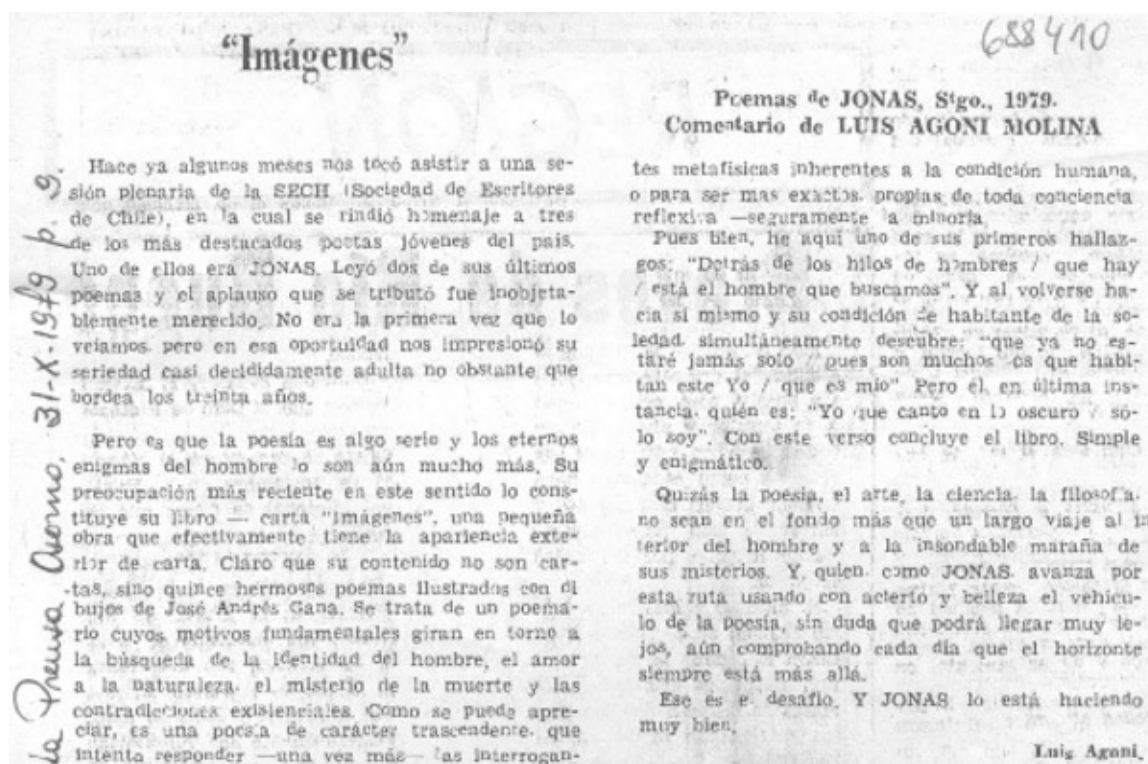 “Imágenes”
688410
Poemas de JONAS, Stgo., 1979.
Comentario de LUIS AGONI MOLINA
Hace ya algunos meses nos tocó asistir a una se-
sión plenaria de la SECH (Sociedad de Escritores
de Chile), en la cual se rindió homenaje a tres
de los más destacados poetas jóvenes del país.
Uno de ellos era JONAS. Leyó dos de sus últimos
poemas y el aplauso que se tributó fue inobjeta-
blemente merecido. No era la primera vez que lo
veíamos. pero en esa oportuidad nos impresionó su
seriedad casi decididamente adulta no obstante que
bordea los treinta años.
Pero es que la poesía es algo serio y los eternos
enigmas del hombre lo son aún mucho más. Su
preocupación más reciente en este sentido lo cons-
tituye su libro — carta "Imágenes", una pequeña
obra que efectivamente tiene la apariencia exte-
rior de carta. Claro que su contenido no son car-
tas, sino quince hermosos poemas ilustrados con di
bujos de José Andrés Gana. Se trata de un poema-
rio cuyos motivos fundamentales giran en torno a
la búsqueda de la identidad del hombre, el amor
a la naturaleza. el misterio de la muerte y las
contradicciones existenciales. Como se puede apre-
ciar, es una poesía de carácter trascendente. que
intenta responder —una vez más— las interrogan-
tes metafísicas inherentes a la condición humana,
o para ser mas exactos. propias de toda conciencia
reflexiva —seguramente la minoría.
Pues bien, he aquí uno de sus primeros hallaz-
gos: "Detrás de los hilos de hombres / que hay
/ está el hombre que buscamos". Y al volverse ha-
cia sí mismo y su condición de habitante de la so-
iedad. simultáneamente descubre: "que ya no es-
taré jamás solo / pues son muchos los que habi-
tan este Yo / que es mío". Pero él, en última ins-
tancia. quién es: "Yo que canto en lo oscuro / só-
lo soy". Con este verso concluye el libro. Simple
y enigmático.
Quizás la poesía, el arte, la ciencia. la filosofía.
no sean en el fondo más que un largo viaje al in
terior del hombre y a la insondable maraña de
sus misterios. Y, quien. como JONAS. avanza por
esta ruta usando con acierto y belleza el vehícu-
lo de la poesía, sin duda que podrá llegar muy le-
jos, aún comprobando cada día que el horizonte
siempre está más allá.
Ese es e desafío. Y JONAS lo está haciendo
muy bien.
Luis Agoni.
la Prensa Osorno. 31-X-1979 p. 9.